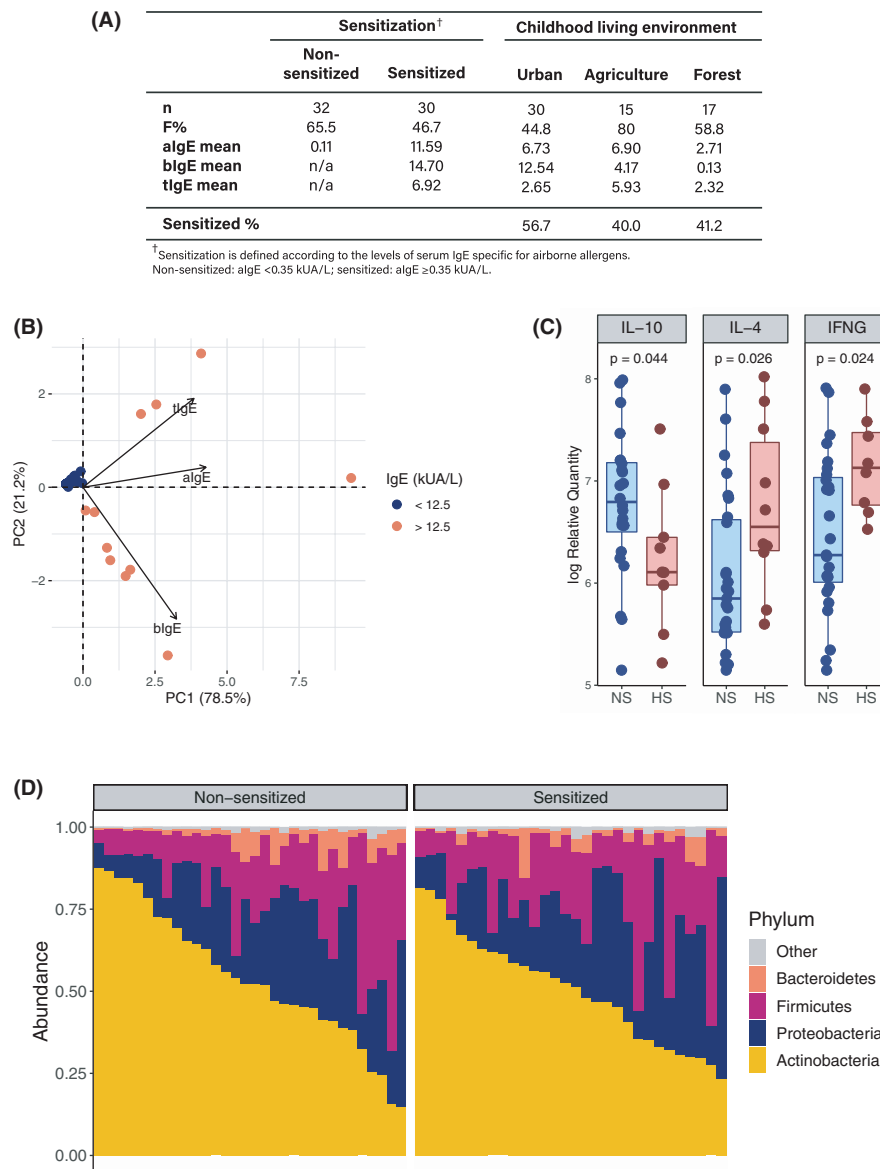 (A)
Sensitization† Childhood living environment
Non-
sensitized Sensitized Urban Agriculture Forest
n 32 30 30 15 17
F% 65.5 46.7 44.8 80 58.8
aIgE mean 0.11 11.59 6.73 6.90 2.71
bIgE mean n/a 14.70 12.54 4.17 0.13
tIgE mean n/a 6.92 2.65 5.93 2.32
Sensitized % 56.7 40.0 41.2
†Sensitization is defined according to the levels of serum IgE specific for airborne allergens.
Non-sensitized: aIgE <0.35 kUA/L; sensitized: aIgE ≥0.35 kUA/L.
(B)
PC2 (21.2%)
2
0
−2
tIgE
aIgE
bIgE
0.0 2.5 5.0 7.5
PC1 (78.5%)
IgE (kUA/L)
< 12.5
> 12.5
(C)
IL−10 IL−4 IFNG
p = 0.044 p = 0.026 p = 0.024
log Relative Quantity
8
7
6
5
NS HS NS HS NS HS
(D)
Non−sensitized Sensitized
Abundance
1.00
0.75
0.50
0.25
0.00
Phylum
Other
Bacteroidetes
Firmicutes
Proteobacteria
Actinobacteria